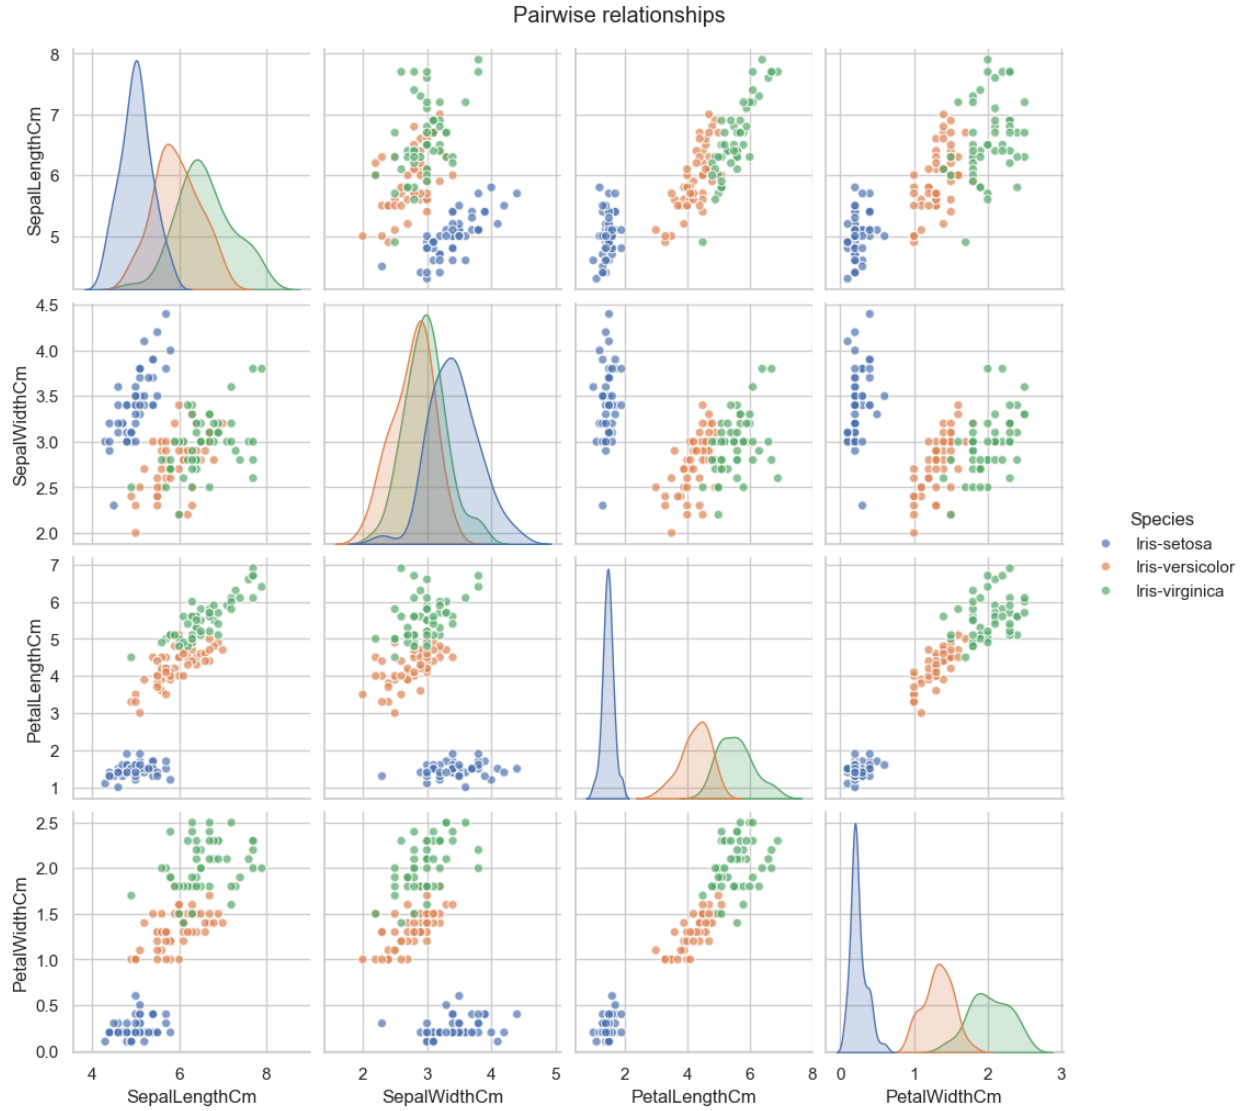 Pairwise relationships
SepalLengthCm
8
7
6
5
SepalWidthCm
4.5
4.0
3.5
3.0
2.5
2.0
Species
Iris-setosa
Iris-versicolor
Iris-virginica
PetalLengthCm
7
6
5
4
3
2
1
PetalWidthCm
2.5
2.0
1.5
1.0
0.5
0.0
4 6 8
2 3 4 5
2 4 6 8
0 1 2 3
SepalLengthCm
SepalWidthCm
PetalLengthCm
PetalWidthCm